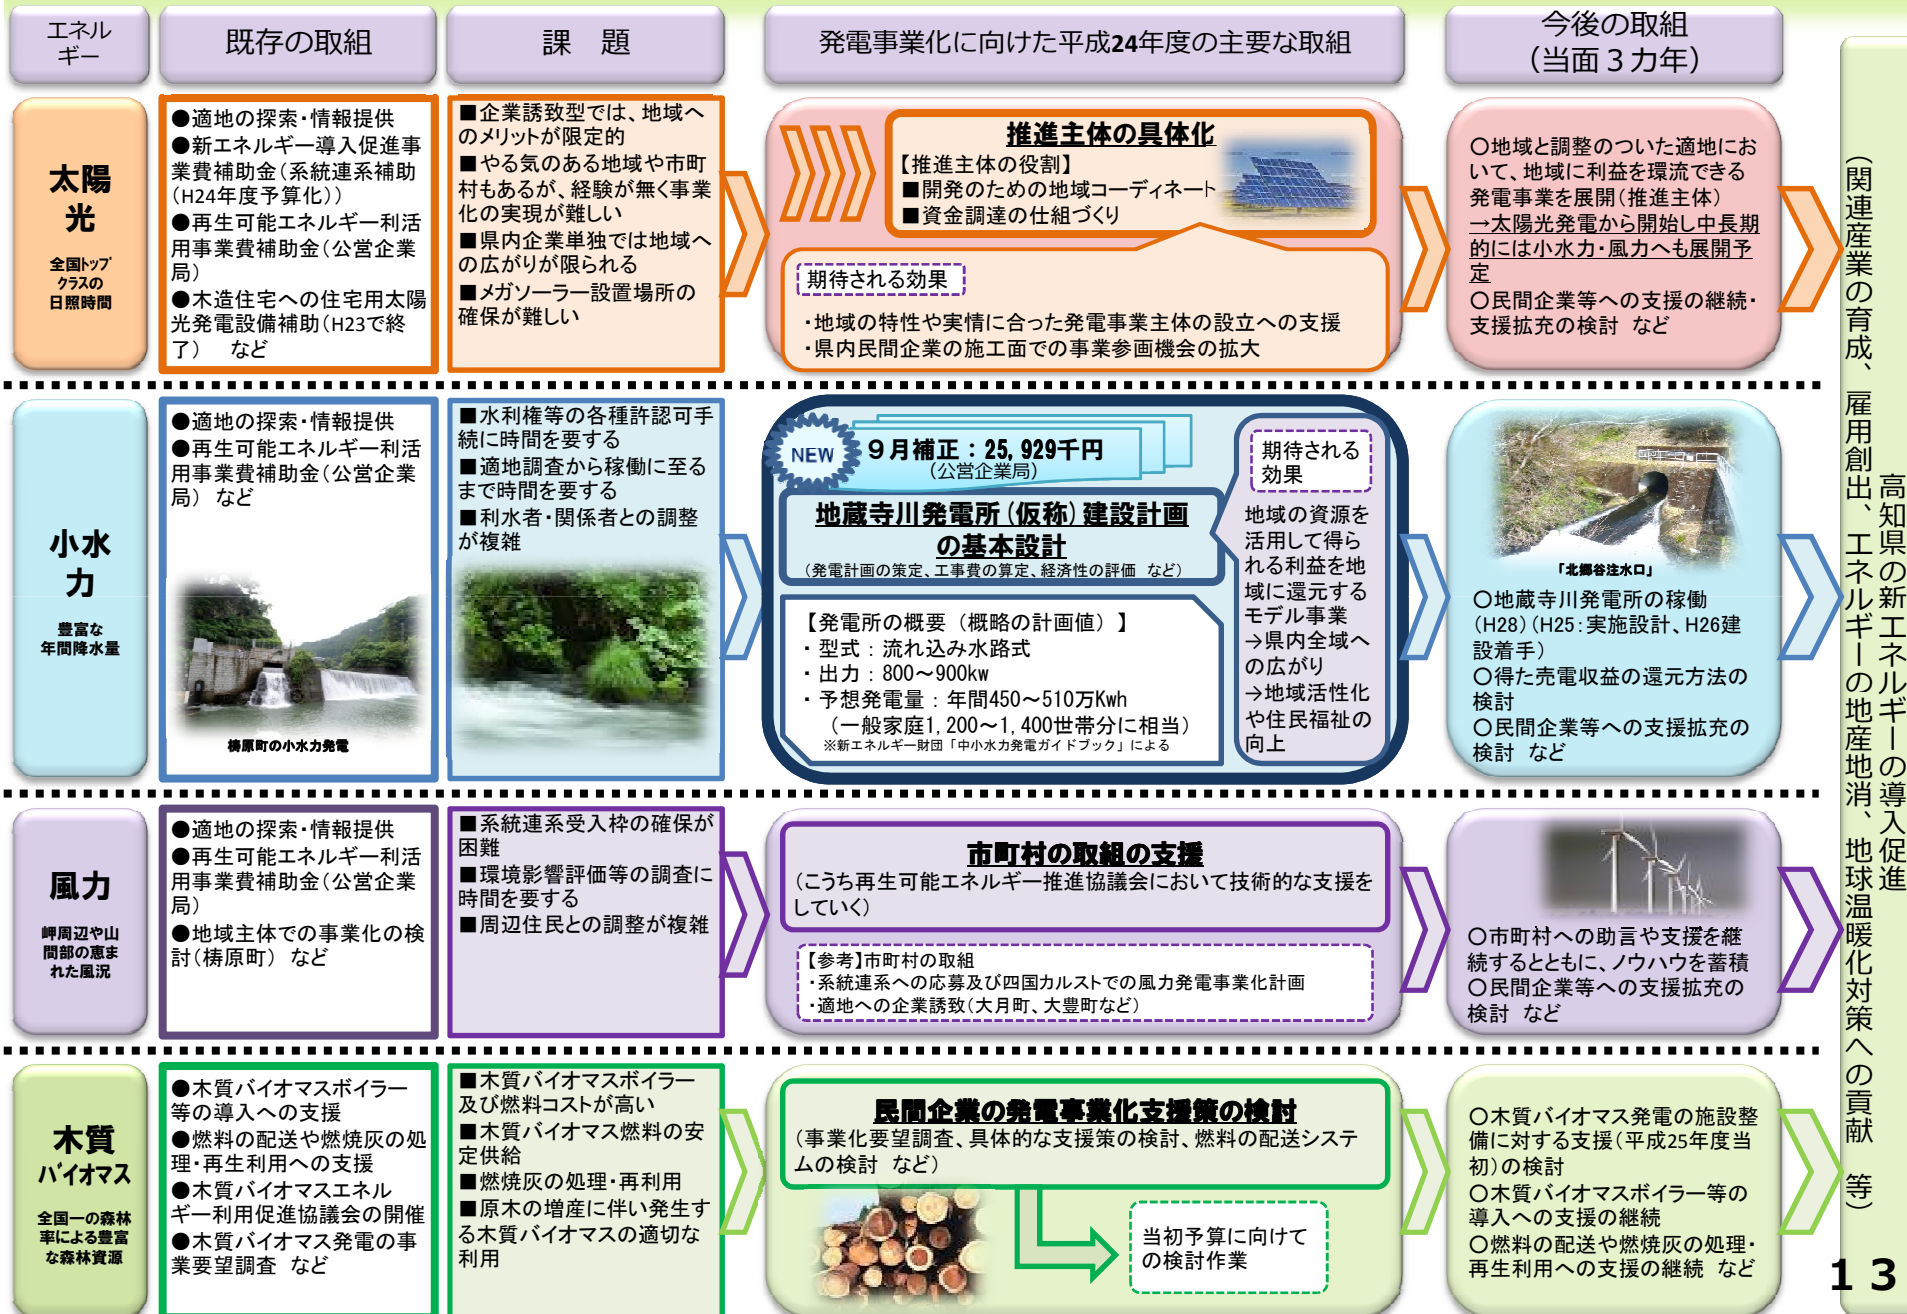 エネル
ギー
既存の取組
課　題
発電事業化に向けた平成24年度の主要な取組
今後の取組
（当面３カ年）
太陽
光
全国トップ
クラスの
日照時間
●適地の探索・情報提供
●新エネルギー導入促進事
業費補助金（系統連系補助
（H24年度予算化））
●再生可能エネルギー利活
用事業費補助金（公営企業
局）
●木造住宅への住宅用太陽
光発電設備補助（H23で終
了）　など
■企業誘致型では、地域へ
のメリットが限定的
■やる気のある地域や市町
村もあるが、経験が無く事業
化の実現が難しい
■県内企業単独では地域へ
の広がりが限られる
■メガソーラー設置場所の
確保が難しい
推進主体の具体化
【推進主体の役割】
■開発のための地域コーディネート
■資金調達の仕組づくり
期待される効果
・地域の特性や実情に合った発電事業主体の設立への支援
・県内民間企業の施工面での事業参画機会の拡大
○地域と調整のついた適地にお
いて、地域に利益を還流できる
発電事業を展開（推進主体）
→太陽光発電から開始し中長期
的には小水力・風力へも展開予
定
○民間企業等への支援の継続・
支援拡充の検討　など
小水
力
豊富な
年間降水量
●適地の探索・情報提供
●再生可能エネルギー利活
用事業費補助金（公営企業
局）　など
梼原町の小水力発電
■水利権等の各種許認可手
続に時間を要する
■適地調査から稼働に至る
まで時間を要する
■利水者・関係者との調整
が複雑
NEW
９月補正：25,929千円
（公営企業局）
地蔵寺川発電所（仮称）建設計画
の基本設計
（発電計画の策定、工事費の算定、経済性の評価　など）
【発電所の概要（概略の計画値）】
・型式：流れ込み水路式
・出力：800～900kw
・予想発電量：年間450～510万Kwh
（一般家庭1,200～1,400世帯分に相当）
※新エネルギー財団「中小水力発電ガイドブック」による
期待される
効果
地域の資源を
活用して得ら
れる利益を地
域に還元する
モデル事業
→県内全域へ
の広がり
→地域活性化
や住民福祉の
向上
「北郷谷注水口」
○地蔵寺川発電所の稼働
（H28）（H25：実施設計、H26建
設着手）
○得た売電収益の還元方法の
検討
○民間企業等への支援拡充の
検討　など
風力
岬周辺や山
間部の恵ま
れた風況
●適地の探索・情報提供
●再生可能エネルギー利活
用事業費補助金（公営企業
局）
●地域主体での事業化の検
討（梼原町）　など
■系統連系受入枠の確保が
困難
■環境影響評価等の調査に
時間を要する
■周辺住民との調整が複雑
市町村の取組の支援
（こうち再生可能エネルギー推進協議会において技術的な支援を
していく）
【参考】市町村の取組
・系統連系への応募及び四国カルストでの風力発電事業化計画
・適地への企業誘致（大月町、大豊町など）
○市町村への助言や支援を継
続するとともに、ノウハウを蓄積
○民間企業等への支援拡充の
検討　など
木質
バイオマス
全国一の森林
率による豊富
な森林資源
●木質バイオマスボイラー
等の導入への支援
●燃料の配送や燃焼灰の処
理・再生利用への支援
●木質バイオマスエネル
ギー利用促進協議会の開催
●木質バイオマス発電の事
業要望調査　など
■木質バイオマスボイラー
及び燃料コストが高い
■木質バイオマス燃料の安
定供給
■燃焼灰の処理・再利用
■原木の増産に伴い発生す
る木質バイオマスの適切な
利用
民間企業の発電事業化支援策の検討
（事業化要望調査、具体的な支援策の検討、燃料の配送システ
ムの検討　など）
当初予算に向けて
の検討作業
○木質バイオマス発電の施設整
備に対する支援（平成25年度当
初）の検討
○木質バイオマスボイラー等の
導入への支援の継続
○燃料の配送や燃焼灰の処理・
再生利用への支援の継続　など
高知県の新エネルギーの導入促進
（関連産業の育成、雇用創出、エネルギーの地産地消、地球温暖化対策への貢献　等）
１３